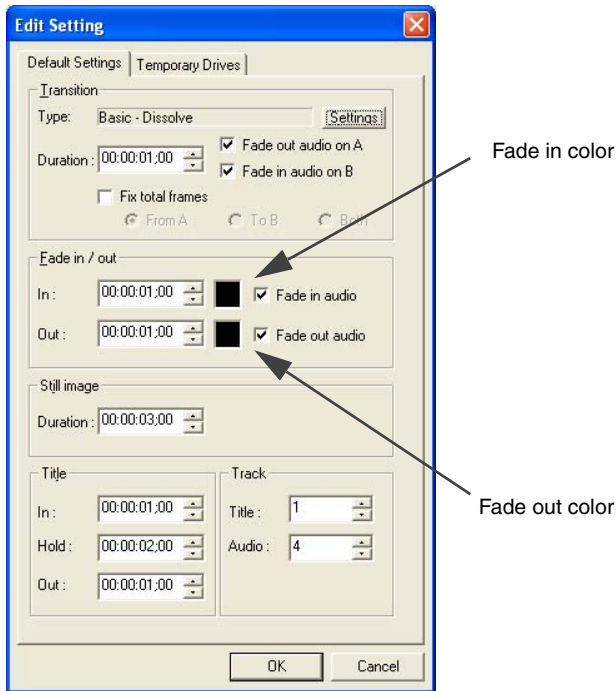 Edit Setting
Default Settings
Temporary Drives
Transition
Type: Basic - Dissolve Settings
Duration : 00:00:01;00
Fade out audio on A
Fade in audio on B
Fix total frames
From A To B Both
Fade in / out
In : 00:00:01;00 Fade in audio
Out : 00:00:01;00 Fade out audio
Still image
Duration : 00:00:03;00
Title
In : 00:00:01;00
Hold : 00:00:02;00
Out : 00:00:01;00
Track
Title : 1
Audio : 4
OK Cancel
Fade in color
Fade out color